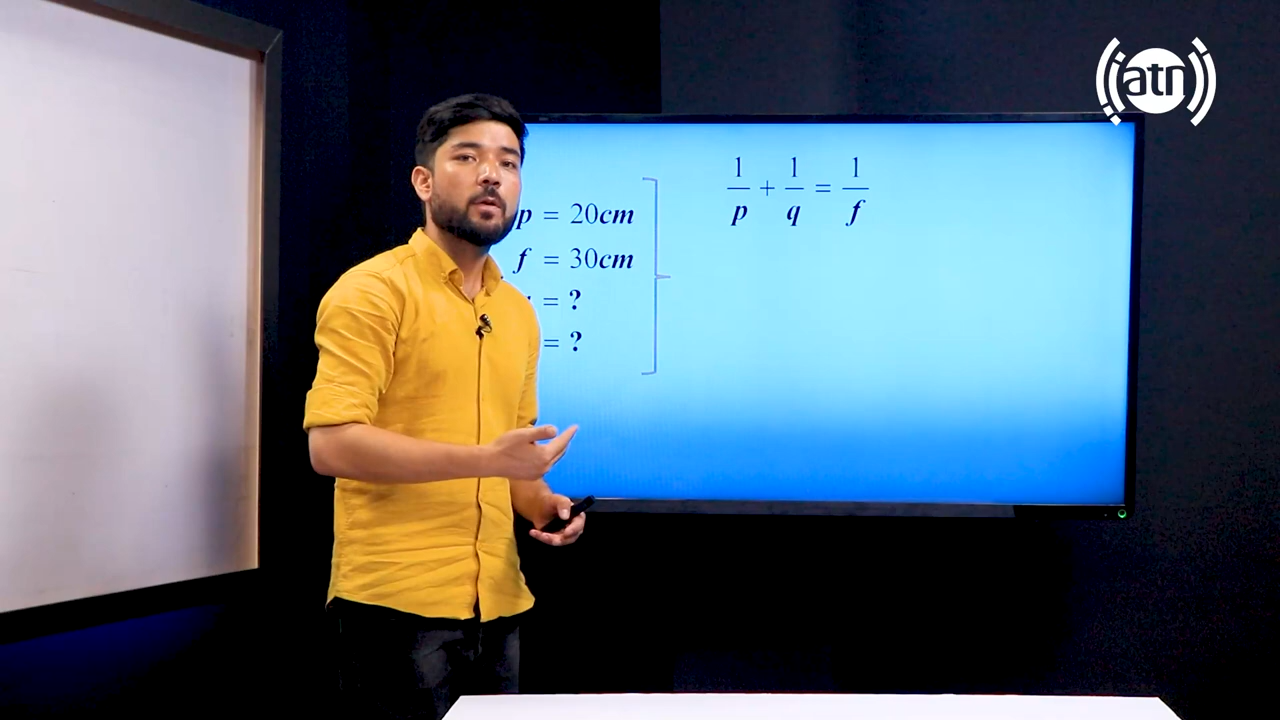 atn
p = 20cm
f = 30cm
= ?
= ?
1/p + 1/q = 1/f